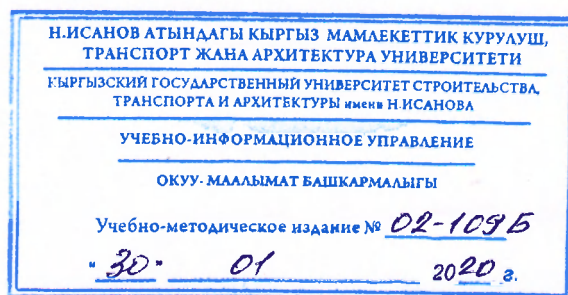 Н.ИСАНОВ АТЫНДАГЫ КЫРГЫЗ МАМЛЕКЕТТИК КУРУЛУШ,
ТРАНСПОРТ ЖАНА АРХИТЕКТУРА УНИВЕРСИТЕТИ
КЫРГЫЗСКИЙ ГОСУДАРСТВЕННЫЙ УНИВЕРСИТЕТ СТРОИТЕЛЬСТВА,
ТРАНСПОРТА И АРХИТЕКТУРЫ имени Н.ИСАНОВА
УЧЕБНО-ИНФОРМАЦИОННОЕ УПРАВЛЕНИЕ
ОКУУ- МААЛЫМАТ БАШКАРМАЛЫГЫ
Учебно-методическое издание № 02-109Б
"30" 01 2020 г.